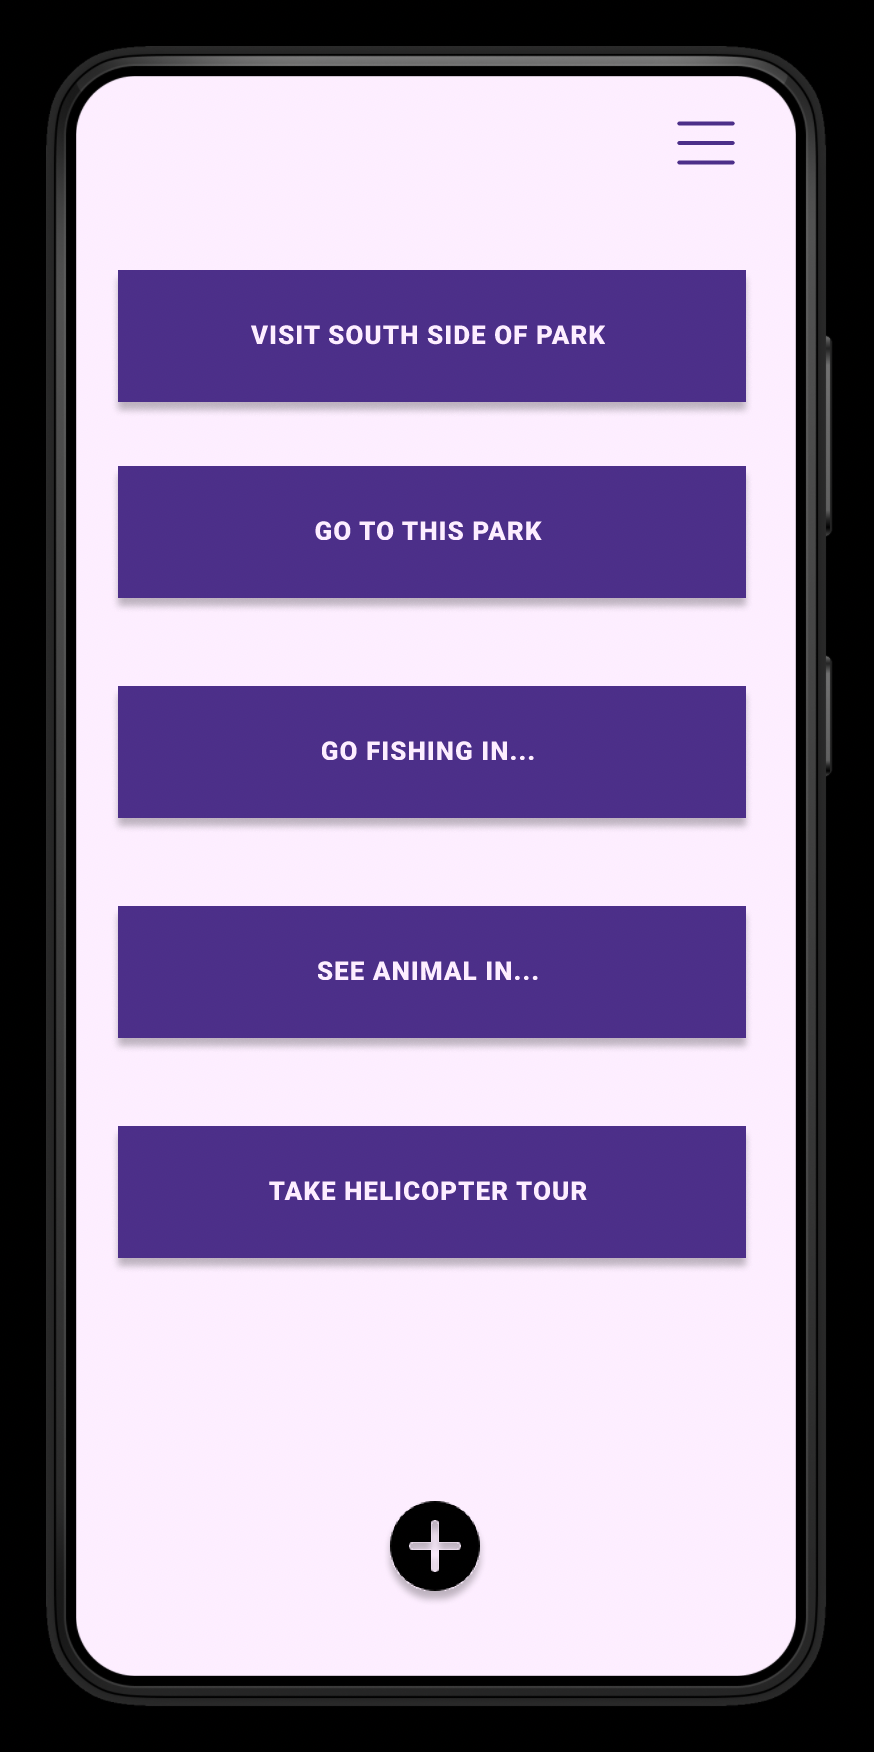 VISIT SOUTH SIDE OF PARK
GO TO THIS PARK
GO FISHING IN...
SEE ANIMAL IN...
TAKE HELICOPTER TOUR